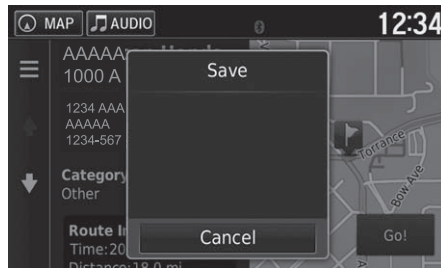 MAP AUDIO 12:34
AAAAA
1000 A
1234 AAA
AAAAA
1234-567
Category
Other
Route
Time:20
Distance:18.0 mi
Save
Cancel
Torrance
Bow Ave
Go!